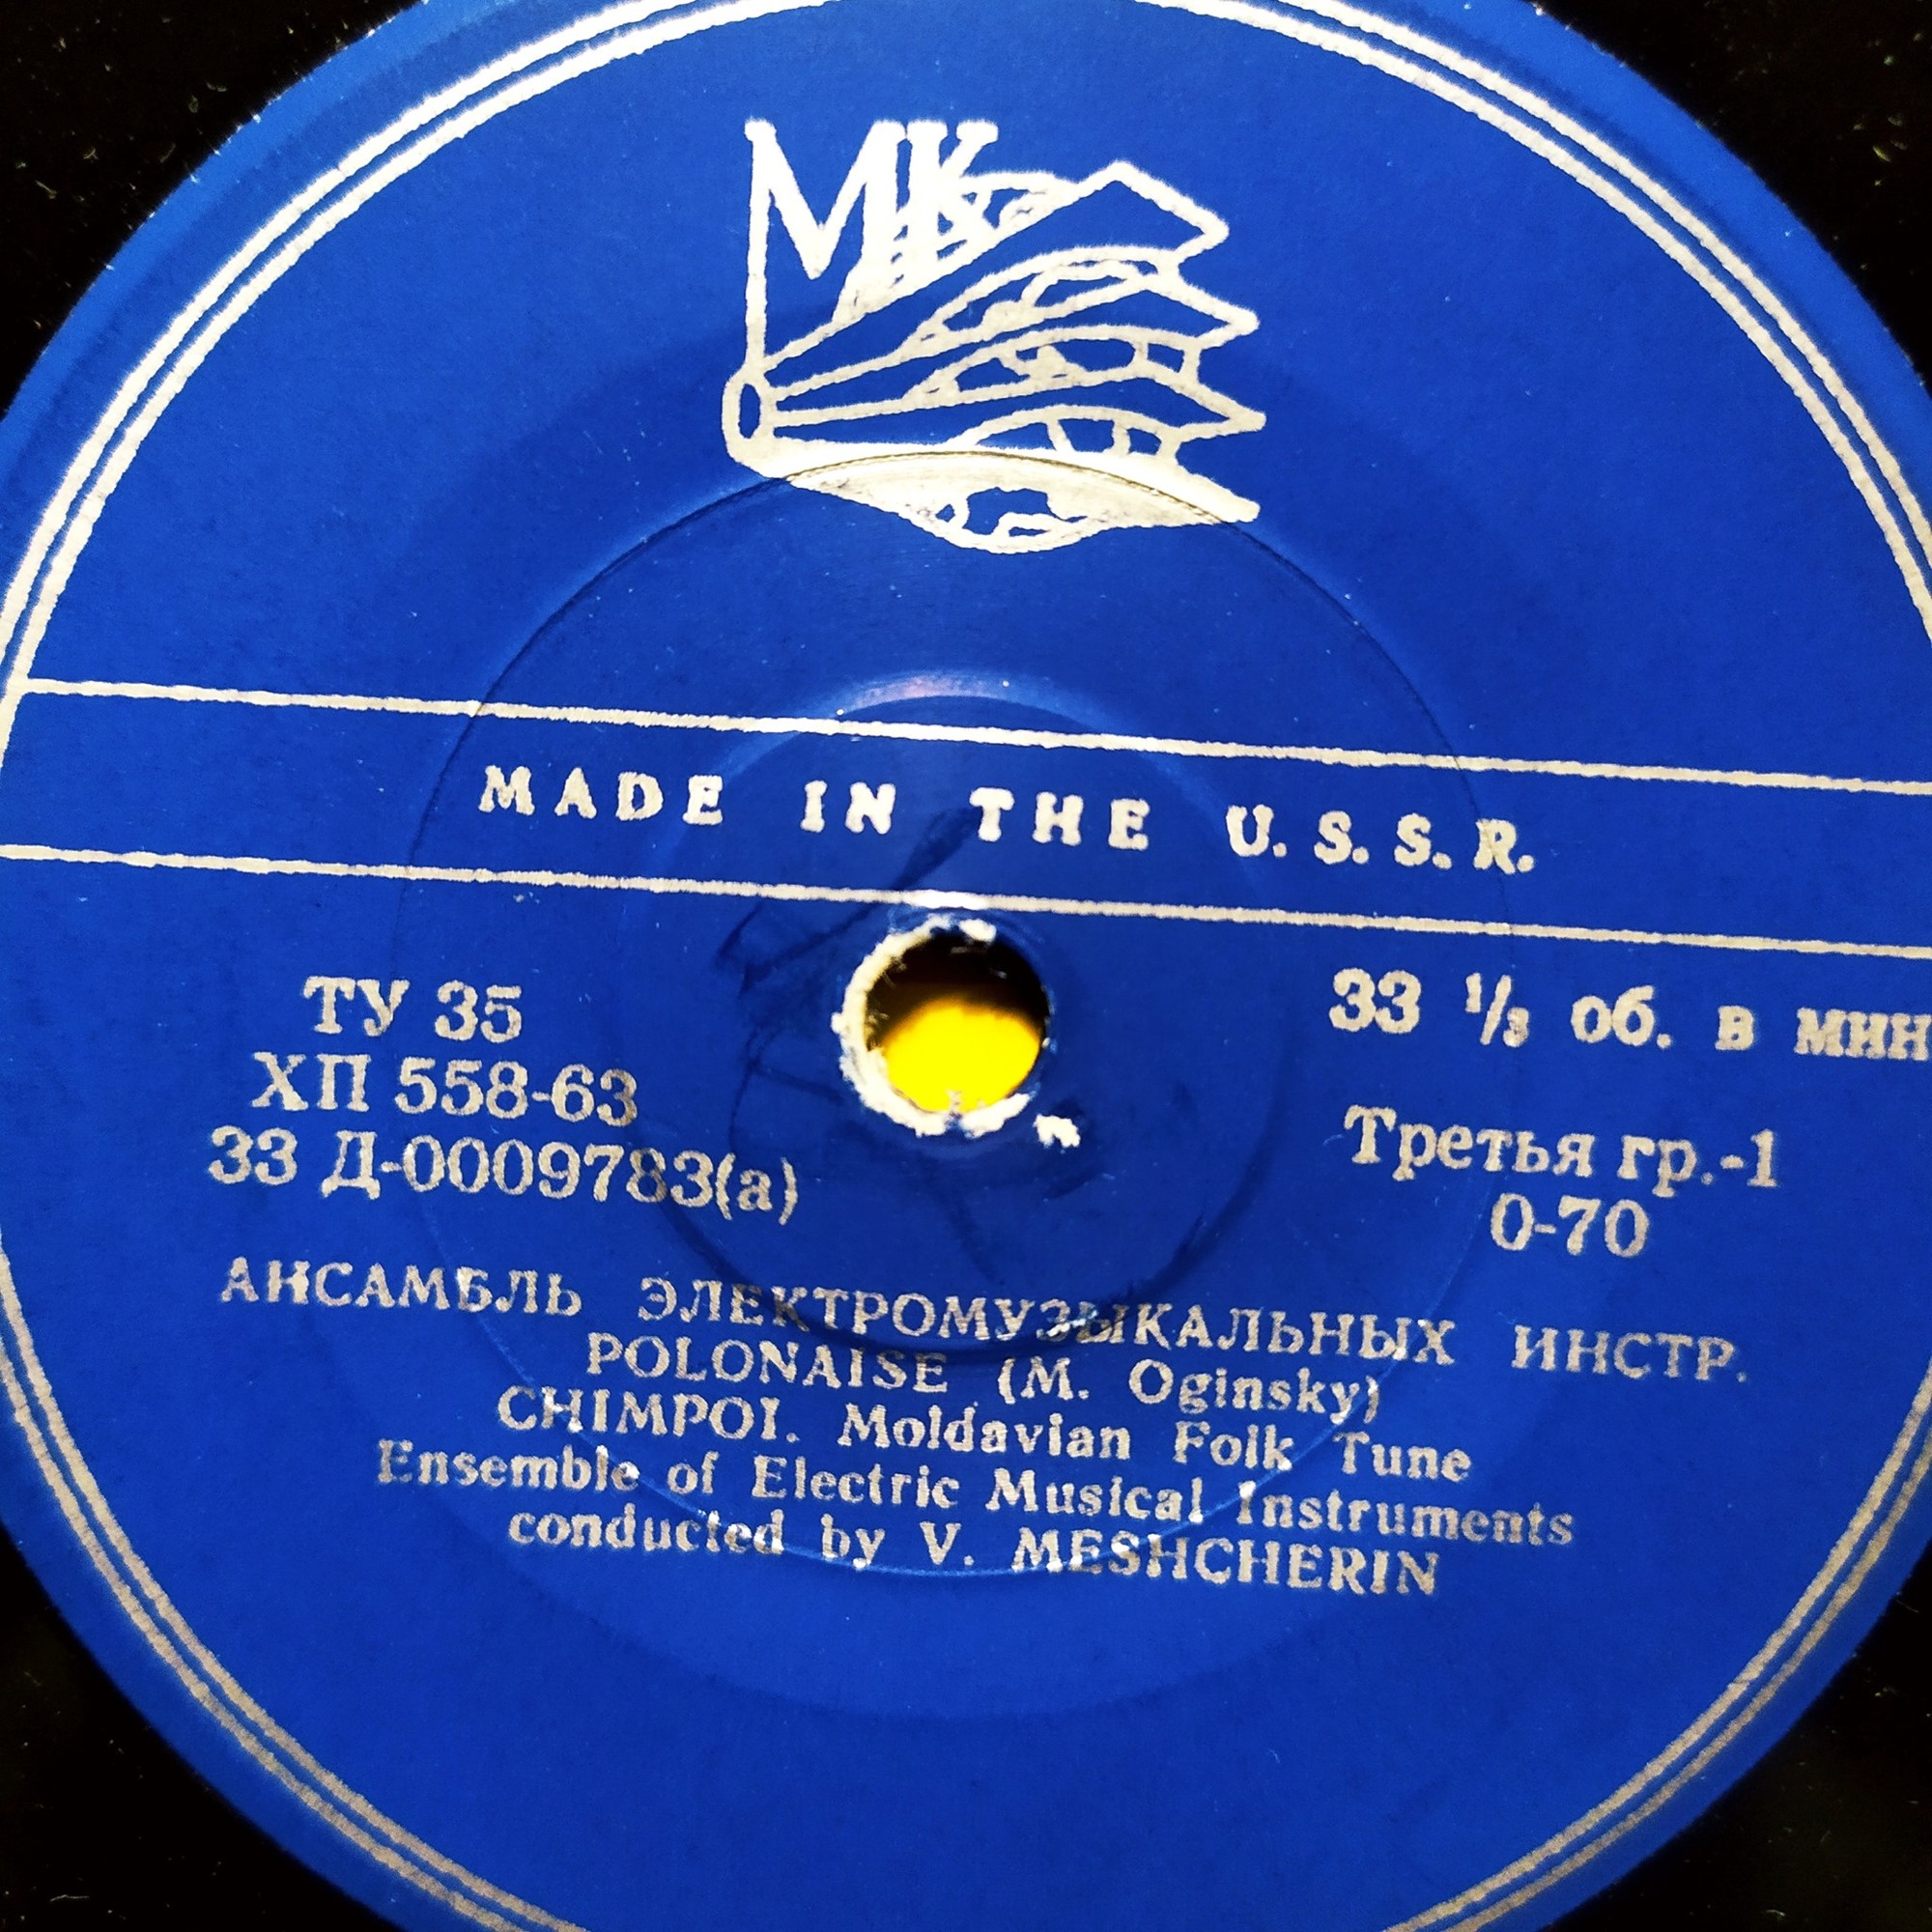 МК
MADE IN THE U.S.S.R.
ТУ 35
ХП 558-63
33 Д-0009783(а)
33 1/3 об. в мин
Третья гр.-1
0-70
АНСАМБЛЬ ЭЛЕКТРОМУЗЫКАЛЬНЫХ ИНСТР.
POLONAISE (M. Oginsky)
CHIMPOI. Moldavian Folk Tune
Ensemble of Electric Musical Instruments
conducted by V. MESHCHERIN